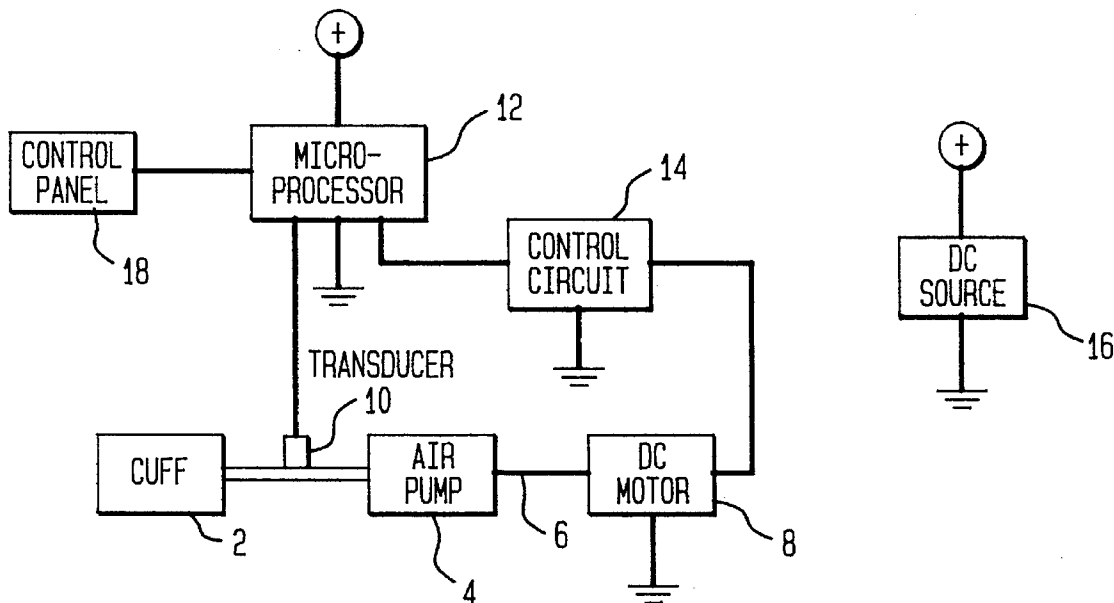 +
12
CONTROL
PANEL
18
MICRO-
PROCESSOR
14
CONTROL
CIRCUIT
+
DC
SOURCE
16
TRANSDUCER
10
CUFF
2
AIR
PUMP
4
6
DC
MOTOR
8